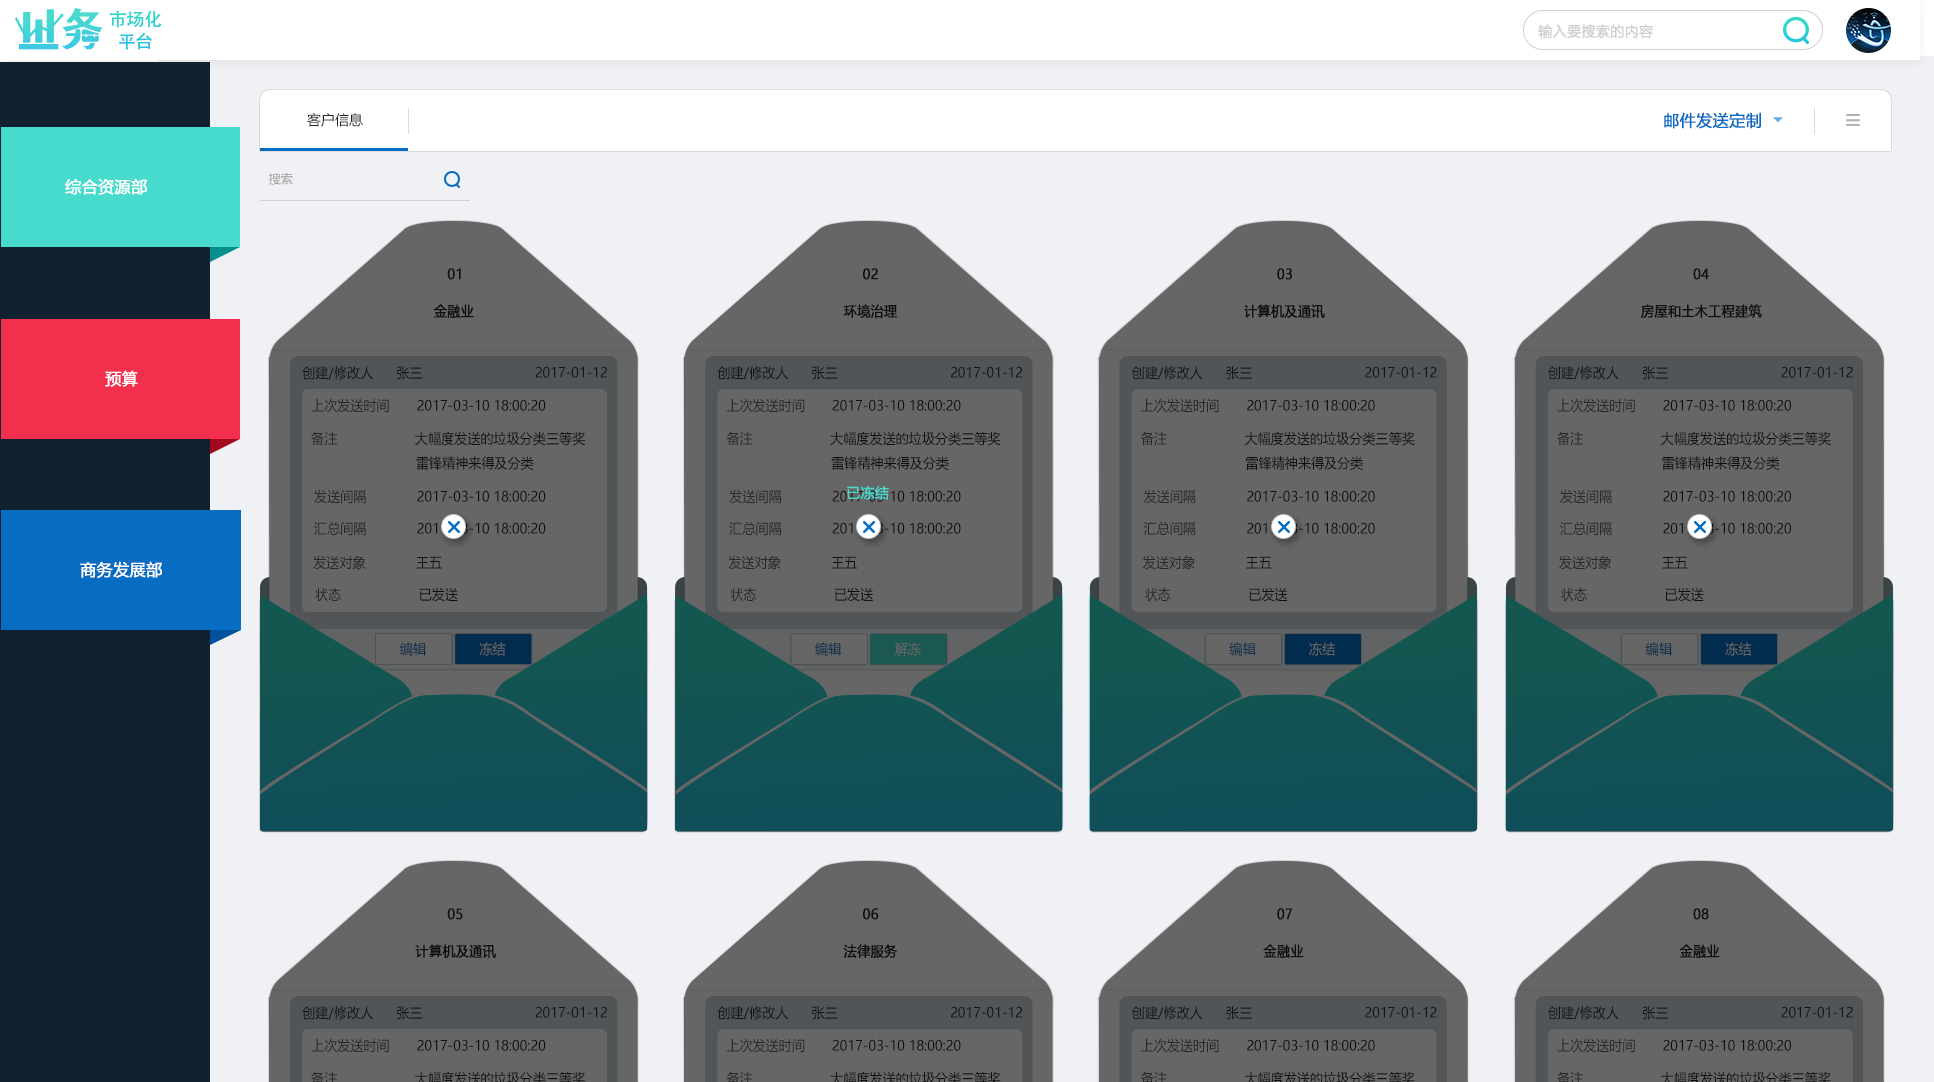 业务 市场化
平台
输入要搜索的内容
客户信息
邮件发送定制
搜索
综合资源部
预算
商务发展部
01
金融业
创建/修改人 张三 2017-01-12
上次发送时间 2017-03-10 18:00:20
备注 大幅度发送的垃圾分类三等奖
雷锋精神来得及分类
发送间隔 2017-03-10 18:00:20
汇总间隔 201 -10 18:00:20
发送对象 王五
状态 已发送
编辑 冻结
02
环境治理
创建/修改人 张三 2017-01-12
上次发送时间 2017-03-10 18:00:20
备注 大幅度发送的垃圾分类三等奖
雷锋精神来得及分类
已冻结
发送间隔 -10 18:00:20
汇总间隔 201 -10 18:00:20
发送对象 王五
状态 已发送
编辑 解冻
03
计算机及通讯
创建/修改人 张三 2017-01-12
上次发送时间 2017-03-10 18:00:20
备注 大幅度发送的垃圾分类三等奖
雷锋精神来得及分类
发送间隔 2017-03-10 18:00:20
汇总间隔 201 -10 18:00:20
发送对象 王五
状态 已发送
编辑 冻结
04
房屋和土木工程建筑
创建/修改人 张三 2017-01-12
上次发送时间 2017-03-10 18:00:20
备注 大幅度发送的垃圾分类三等奖
雷锋精神来得及分类
发送间隔 2017-03-10 18:00:20
汇总间隔 201 -10 18:00:20
发送对象 王五
状态 已发送
编辑 冻结
05
计算机及通讯
创建/修改人 张三 2017-01-12
上次发送时间 2017-03-10 18:00:20
备注 大幅度发送的垃圾分类三等奖
06
法律服务
创建/修改人 张三 2017-01-12
上次发送时间 2017-03-10 18:00:20
备注 大幅度发送的垃圾分类三等奖
07
金融业
创建/修改人 张三 2017-01-12
上次发送时间 2017-03-10 18:00:20
备注 大幅度发送的垃圾分类三等奖
08
金融业
创建/修改人 张三 2017-01-12
上次发送时间 2017-03-10 18:00:20
备注 大幅度发送的垃圾分类三等奖